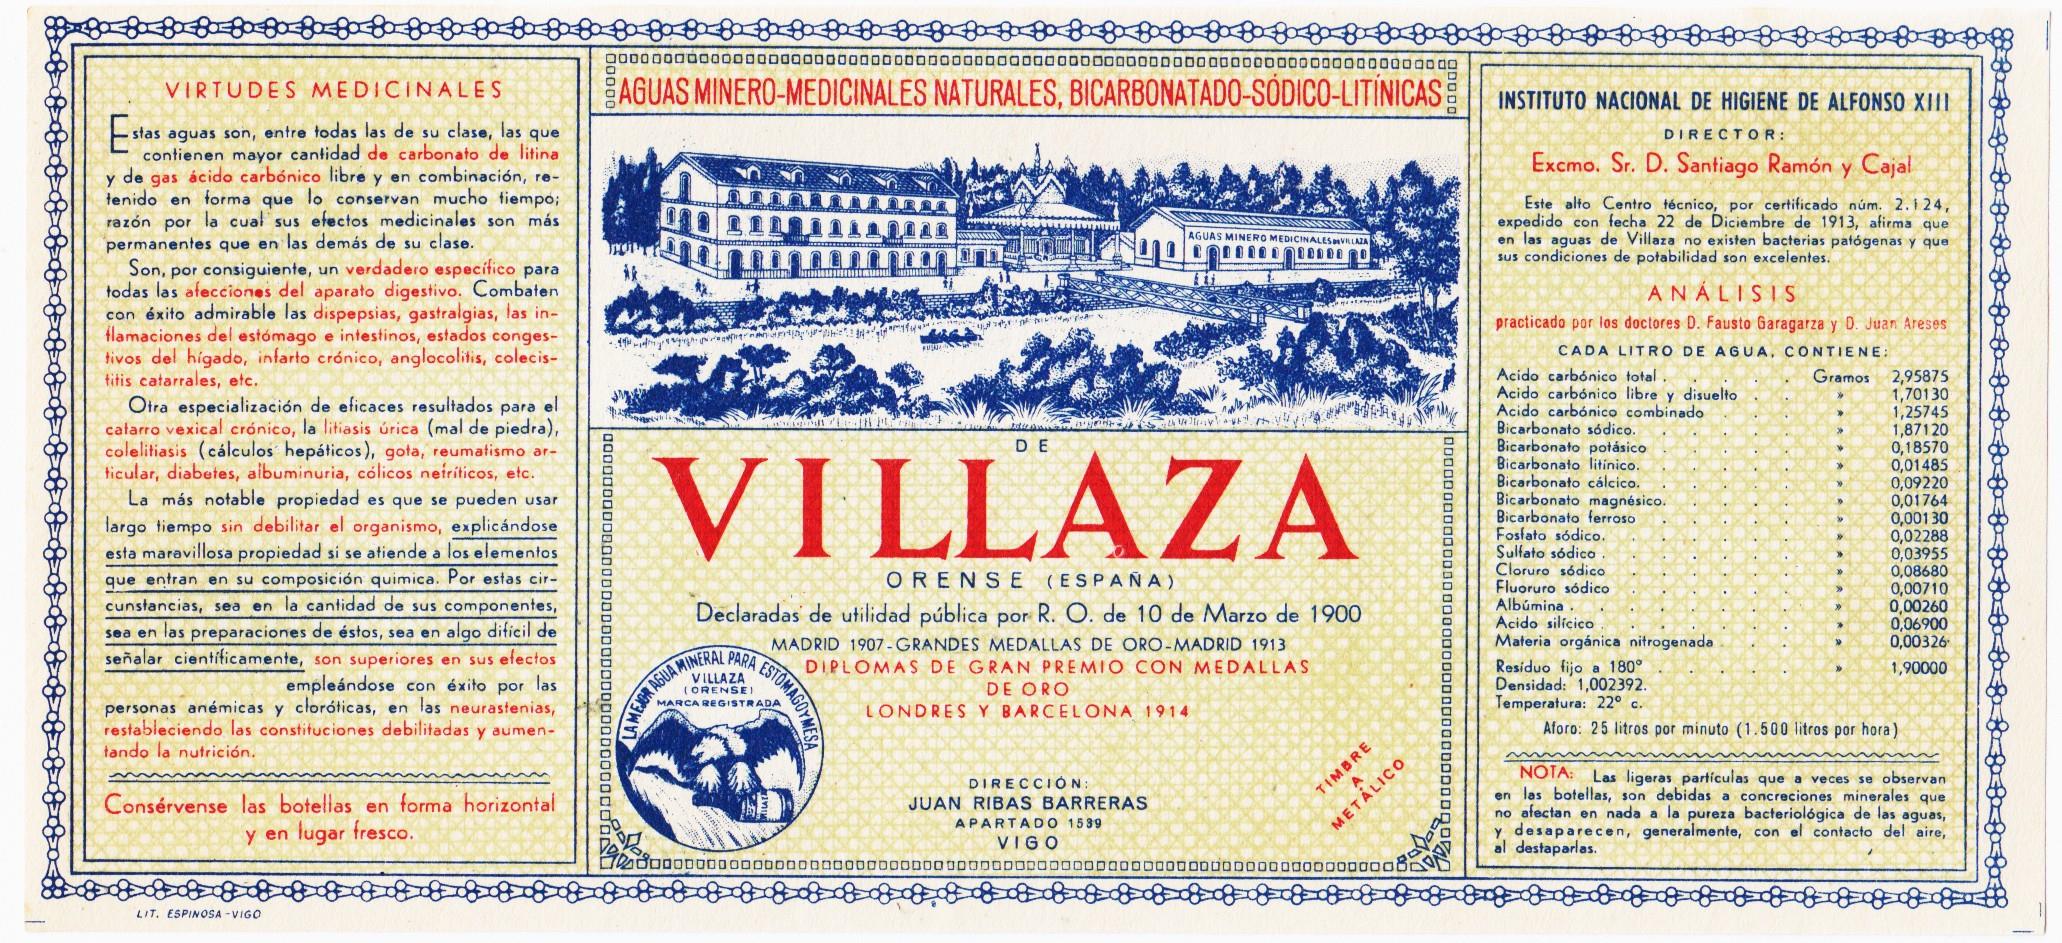 VIRTUDES MEDICINALES
Estas aguas son, entre todas las de su clase, las que
contienen mayor cantidad de carbonato de litina
y de gas ácido carbónico libre y en combinación, re-
tenido en forma que lo conservan mucho tiempo;
razón por la cual sus efectos medicinales son más
permanentes que en las demás de su clase.
Son, por consiguiente, un verdadero específico para
todas las afecciones del aparato digestivo. Combaten
con éxito admirable las dispepsias, gastralgias, las in-
flamaciones del estómago e intestinos, estados conges-
tivos del hígado, infarto crónico, anglocolitis, colecis-
titis catarrales, etc.
Otra especialización de eficaces resultados para el
catarro vexical crónico, la litiasis úrica (mal de piedra),
colelitiasis (cálculos hepáticos), gota, reumatismo ar-
ticular, diabetes, albuminuria, cólicos nefríticos, etc.
La más notable propiedad es que se pueden usar
largo tiempo sin debilitar el organismo, explicándose
esta maravillosa propiedad si se atiende a los elementos
que entran en su composición quimica. Por estas cir-
cunstancias, sea en la cantidad de sus componentes,
sea en las preparaciones de éstos, sea en algo difícil de
señalar científicamente, son superiores en sus efectos
empleándose con éxito por las
personas anémicas y cloróticas, en las neurastenias,
restableciendo las constituciones debilitadas y aumen-
tando la nutrición.
Consérvense las botellas en forma horizontal
y en lugar fresco.
LIT. ESPINOSA-VIGO
AGUAS MINERO-MEDICINALES NATURALES, BICARBONATADO-SÓDICO-LITÍNICAS
AGUAS MINERO MEDICINALES DE VILLAZA
DE
VILLAZA
ORENSE (ESPAÑA)
Declaradas de utilidad pública por R. O. de 10 de Marzo de 1900
MADRID 1907-GRANDES MEDALLAS DE ORO-MADRID 1913
DIPLOMAS DE GRAN PREMIO CON MEDALLAS
DE ORO
LONDRES Y BARCELONA 1914
LA MEJOR AGUA MINERAL PARA ESTOMAGO Y MESA
VILLAZA
(ORENSE)
MARCA REGISTRADA
VILLAZA
DIRECCIÓN:
JUAN RIBAS BARRERAS
APARTADO 1539
VIGO
TIMBRE
A
METÁLICO
INSTITUTO NACIONAL DE HIGIENE DE ALFONSO XIII
DIRECTOR:
Excmo. Sr. D. Santiago Ramón y Cajal
Este alto Centro técnico, por certificado núm. 2.124,
expedido con fecha 22 de Diciembre de 1913, afirma que
en las aguas de Villaza no existen bacterias patógenas y que
sus condiciones de potabilidad son excelentes.
ANÁLISIS
practicado por los doctores D. Fausto Garagarza y D. Juan Areses
CADA LITRO DE AGUA, CONTIENE:
Acido carbónico total . . . . . Gramos 2,95875
Acido carbónico libre y disuelto . . » 1,70130
Acido carbónico combinado . . . » 1,25745
Bicarbonato sódico. . . . . . » 1,87120
Bicarbonato potásico . . . . . » 0,18570
Bicarbonato litínico. . . . . . » 0,01485
Bicarbonato cálcico. . . . . . » 0,09220
Bicarbonato magnésico. . . . . » 0,01764
Bicarbonato ferroso . . . . . » 0,00130
Fosfato sódico. . . . . . . » 0,02288
Sulfato sódico . . . . . . . » 0,03955
Cloruro sódico . . . . . . » 0,08680
Fluoruro sódico . . . . . . » 0,00710
Albúmina . . . . . . . . » 0,00260
Acido silícico . . . . . . . » 0,06900
Materia orgánica nitrogenada . . . » 0,00326
Resíduo fijo a 180° . . . . . » 1,90000
Densidad: 1,002392.
Temperatura: 22° c.
Aforo: 25 litros por minuto (1.500 litros por hora)
NOTA: Las ligeras partículas que a veces se observan
en las botellas, son debidas a concreciones minerales que
no afectan en nada a la pureza bacteriológica de las aguas,
y desaparecen, generalmente, con el contacto del aire,
al destaparlas.